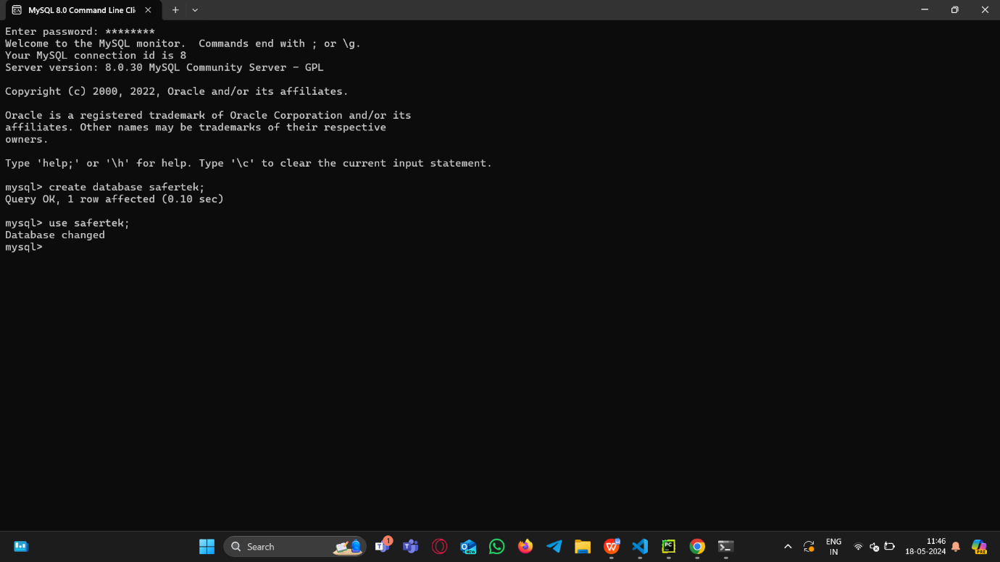 MySQL 8.0 Command Line Cli
Enter password: ********
Welcome to the MySQL monitor.  Commands end with ; or \g.
Your MySQL connection id is 8
Server version: 8.0.30 MySQL Community Server - GPL
Copyright (c) 2000, 2022, Oracle and/or its affiliates.
Oracle is a registered trademark of Oracle Corporation and/or its
affiliates. Other names may be trademarks of their respective
owners.
Type 'help;' or '\h' for help. Type '\c' to clear the current input statement.
mysql> create database safertek;
Query OK, 1 row affected (0.10 sec)
mysql> use safertek;
Database changed
mysql>
Search
1
NEW
PC
ENG
IN
11:46
18-05-2024
PRE